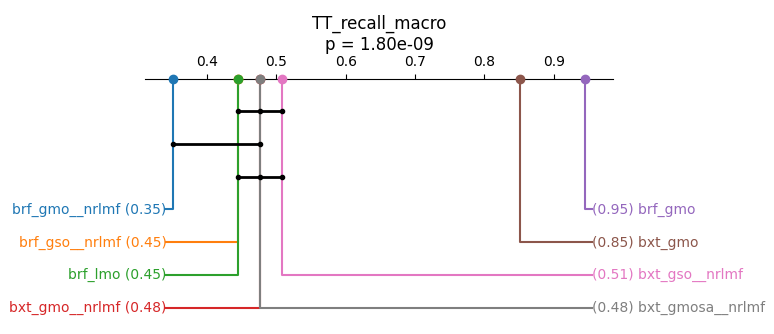 TT_recall_macro
p = 1.80e-09
0.4 0.5 0.6 0.7 0.8 0.9
brf_gmo__nrlmf (0.35) (0.95) brf_gmo
brf_gso__nrlmf (0.45) (0.85) bxt_gmo
brf_lmo (0.45) (0.51) bxt_gso__nrlmf
bxt_gmo__nrlmf (0.48) (0.48) bxt_gmosa__nrlmf